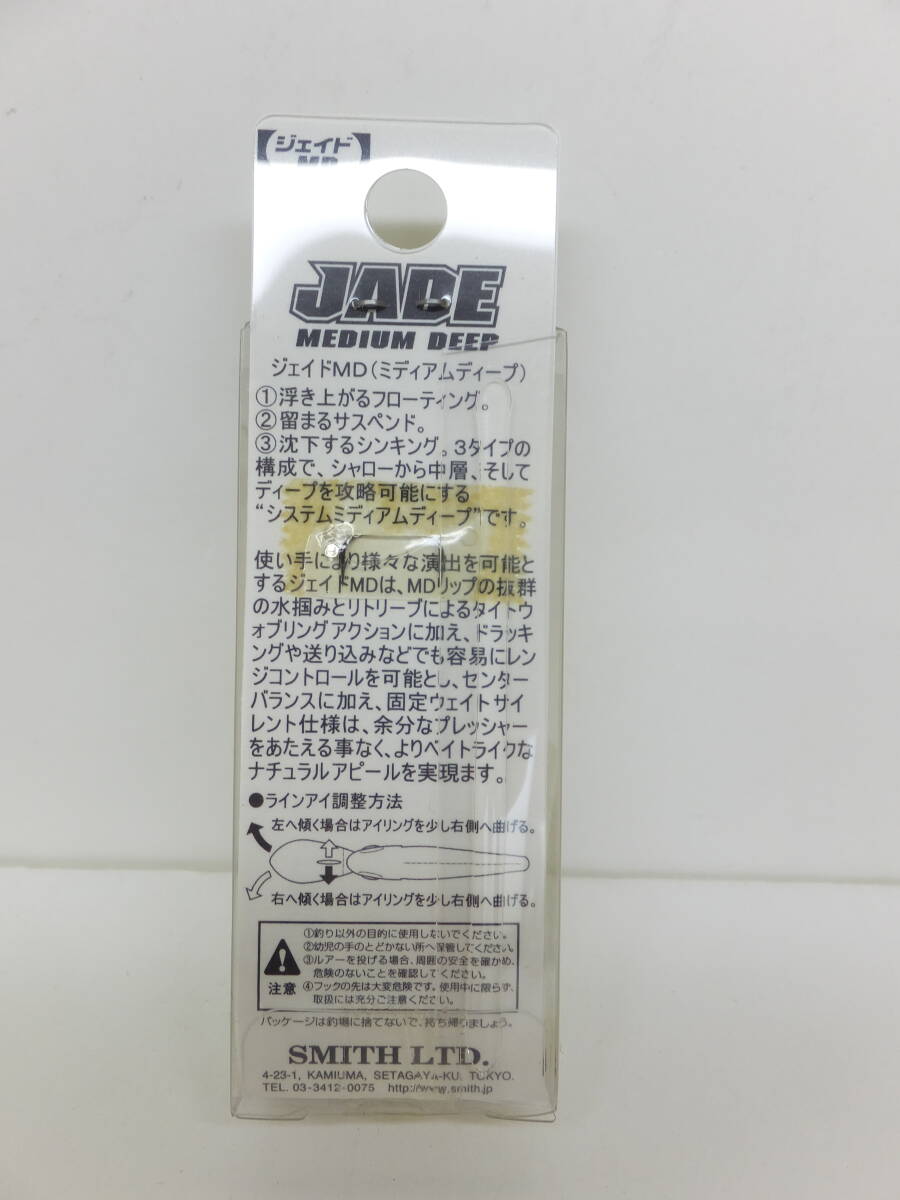 ジェイド
MD
JADE
MEDIUM DEEP
ジェイドMD(ミディアムディープ)
①浮き上がるフローティング。
②留まるサスペンド。
③沈下するシンキング。3タイプの
構成で、シャローから中層、そして
ディープを攻略可能にする
“システムミディアムディープ”です。
使い手により様々な演出を可能と
するジェイドMDは、MDリップの抜群
の水掴みとリトリーブによるタイトウ
ォブリングアクションに加え、ドラッキ
ングや送り込みなどでも容易にレン
ジコントロールを可能とし、センター
バランスに加え、固定ウェイトサイ
レント仕様は、余分なプレッシャー
をあたえる事なく、よりベイトライクな
ナチュラルアピールを実現ます。
●ラインアイ調整方法
左へ傾く場合はアイリングを少し右側へ曲げる。
右へ傾く場合はアイリングを少し右側へ曲げる。
注意
①釣り以外の目的に使用しないでください。
②幼児の手のとどかない所へ保管してください。
③ルアーを投げる場合、周囲の安全を確かめ、
危険のないことを確認してください。
④フックの先は大変危険です。使用中に限らず、
取扱には充分ご注意ください。
パッケージは釣場に捨てないで、持ち帰りましょう。
SMITH LTD.
4-23-1, KAMIUMA, SETAGAYA-KU, TOKYO.
TEL. 03-3412-0075 http://www.smith.jp